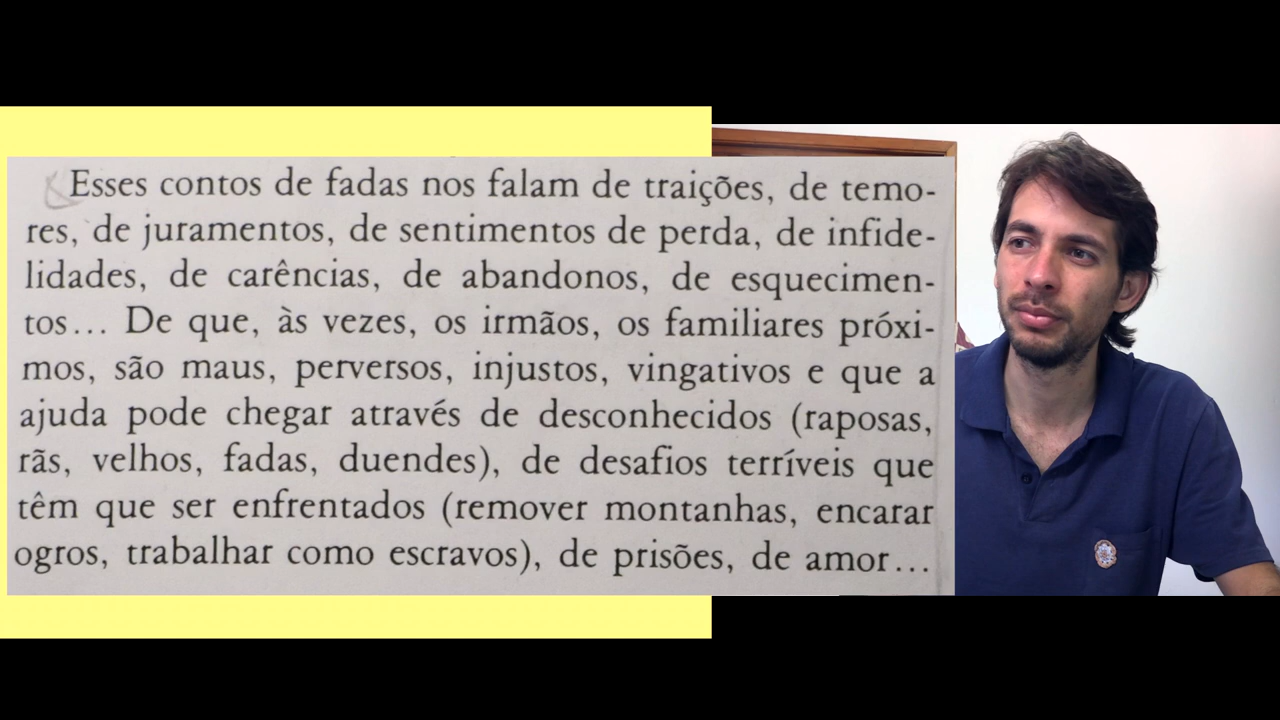 Esses contos de fadas nos falam de traições, de temo-
res, de juramentos, de sentimentos de perda, de infide-
lidades, de carências, de abandonos, de esquecimen-
tos... De que, às vezes, os irmãos, os familiares próxi-
mos, são maus, perversos, injustos, vingativos e que a
ajuda pode chegar através de desconhecidos (raposas,
rãs, velhos, fadas, duendes), de desafios terríveis que
têm que ser enfrentados (remover montanhas, encarar
ogros, trabalhar como escravos), de prisões, de amor...